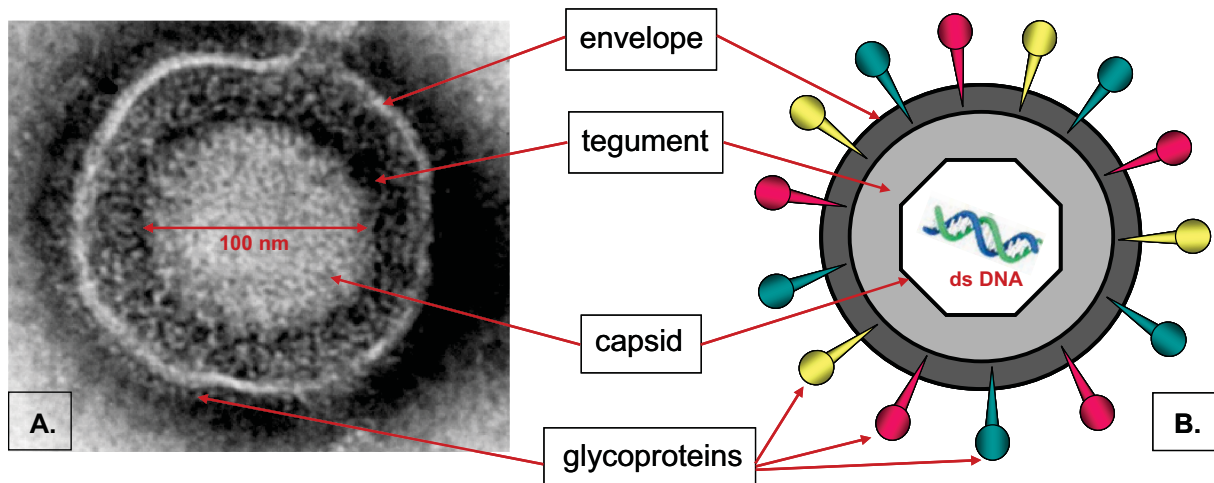 envelope
tegument
100 nm
ds DNA
capsid
A.
B.
glycoproteins